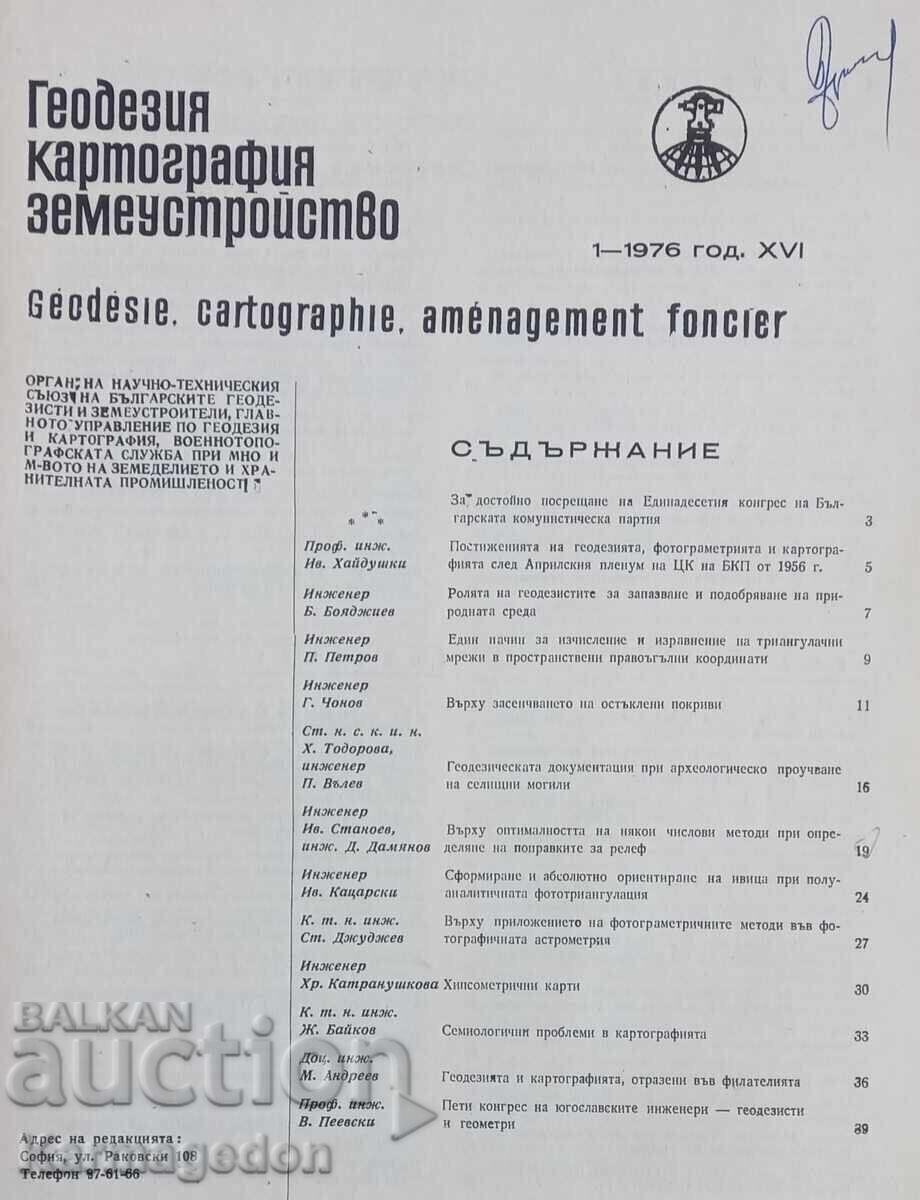 Геодезия
картография
земеустройство
1—1976 год. XVI
Géodésie, cartographie, aménagement foncier
ОРГАН НА НАУЧНО-ТЕХНИЧЕСКИЯ
СЪЮЗ НА БЪЛГАРСКИТЕ ГЕОДЕ-
ЗИСТИ И ЗЕМЕУСТРОИТЕЛИ, ГЛАВ-
НОТО УПРАВЛЕНИЕ ПО ГЕОДЕЗИЯ
И КАРТОГРАФИЯ, ВОЕННОТОПО-
ГРАФСКАТА СЛУЖБА ПРИ МНО И
М-ВОТО НА ЗЕМЕДЕЛИЕТО И ХРА-
НИТЕЛНАТА ПРОМИШЛЕНОСТ
СЪДЪРЖАНИЕ
За достойно посрещане на Единадесетия конгрес на Бъл-
* * * гарската комунистическа партия 3
Проф. инж. Постиженията на геодезията, фотограметрията и картогра-
Ив. Хайдушки фията след Априлския пленум на ЦК на БКП от 1956 г. 5
Инженер Ролята на геодезистите за запазване и подобряване на при-
Б. Бояджиев родната среда 7
Инженер Един начин за изчисление и изравнение на триангулачни
П. Петров мрежи в пространствени правоъгълни координати 9
Инженер
Г. Чонов Върху засенчването на остъклени покриви 11
Ст. н. с. к. и. н.
Х. Тодорова,
инженер Геодезическата документация при археологическо проучване
П. Вълев на селищни могили 16
Инженер
Ив. Станоев, Върху оптималността на някои числови методи при опре-
инж. Д. Дамянов деляне на поправките за релеф 19
Инженер Сформиране и абсолютно ориентиране на ивица при полу-
Ив. Кацарски аналитичната фототриангулация 24
К. т. н. инж. Върху приложението на фотограметричните методи във фо-
Ст. Джуджев тографичната астрометрия 27
Инженер
Хр. Катранушкова Хипсометрични карти 30
К. т. н. инж.
Ж. Байков Семиологични проблеми в картографията 33
Доц. инж.
М. Андреев Геодезията и картографията, отразени във филателията 36
Проф. инж. Пети конгрес на югославските инженери — геодезисти
В. Пеевски и геометри 39
Адрес на редакцията:
София, ул. Раковски 108
Телефон 87-61-66
BALKAN
auction
karmagedon